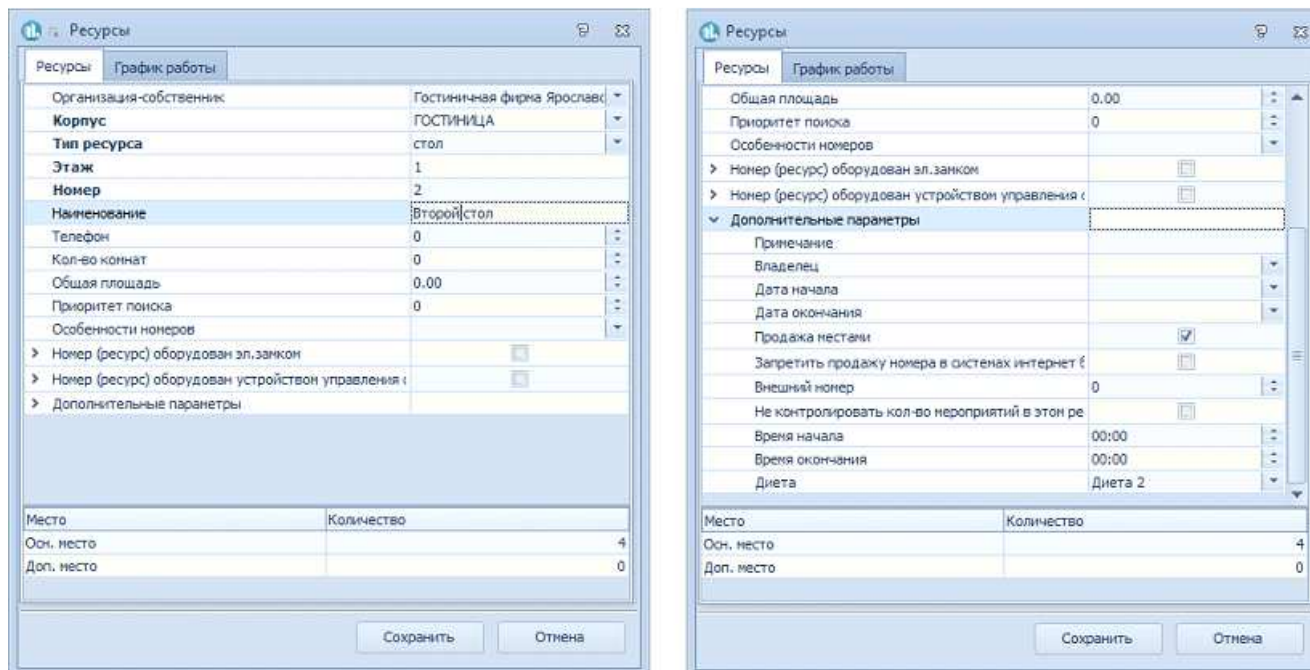 Ресурсы
Ресурсы График работы
Организация-собственник Гостиничная фирма Ярославс
Корпус ГОСТИНИЦА
Тип ресурса стол
Этаж 1
Номер 2
Наименование Второй стол
Телефон 0
Кол-во комнат 0
Общая площадь 0.00
Приоритет поиска 0
Особенности номеров
Номер (ресурс) оборудован эл.замком
Номер (ресурс) оборудован устройством управления с
Дополнительные параметры
Место Количество
Осн. место 4
Доп. место 0
Сохранить Отмена
Ресурсы
Ресурсы График работы
Общая площадь 0.00
Приоритет поиска 0
Особенности номеров
Номер (ресурс) оборудован эл.замком
Номер (ресурс) оборудован устройством управления с
Дополнительные параметры
Примечание
Владелец
Дата начала
Дата окончания
Продажа местами
Запретить продажу номера в системах интернет б
Внешний номер 0
Не контролировать кол-во мероприятий в этом ре
Время начала 00:00
Время окончания 00:00
Диета Диета 2
Место Количество
Осн. место 4
Доп. место 0
Сохранить Отмена